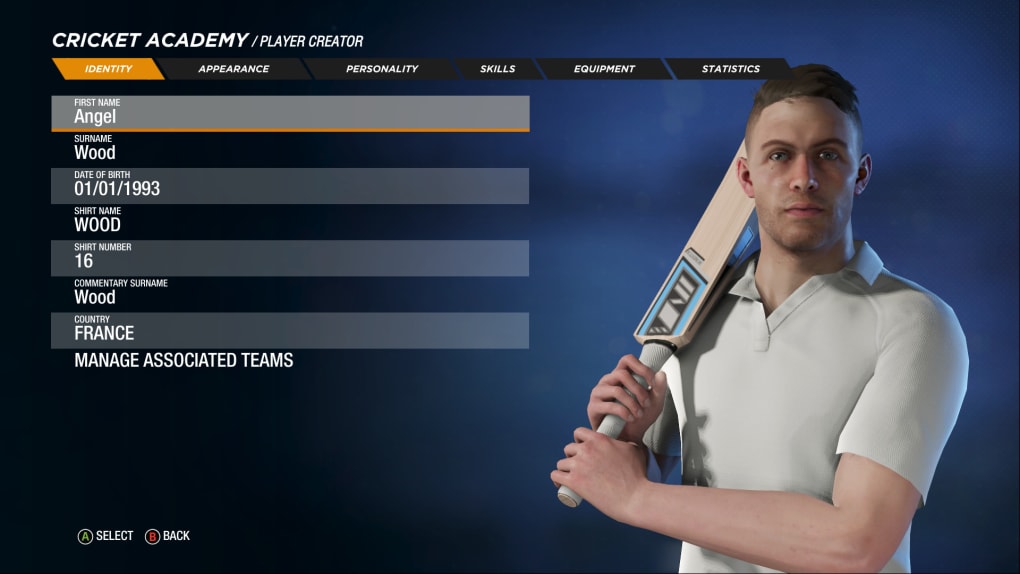 CRICKET ACADEMY / PLAYER CREATOR
IDENTITY APPEARANCE PERSONALITY SKILLS EQUIPMENT STATISTICS
FIRST NAME
Angel
SURNAME
Wood
DATE OF BIRTH
01/01/1993
SHIRT NAME
WOOD
SHIRT NUMBER
16
COMMENTARY SURNAME
Wood
COUNTRY
FRANCE
MANAGE ASSOCIATED TEAMS
A SELECT B BACK